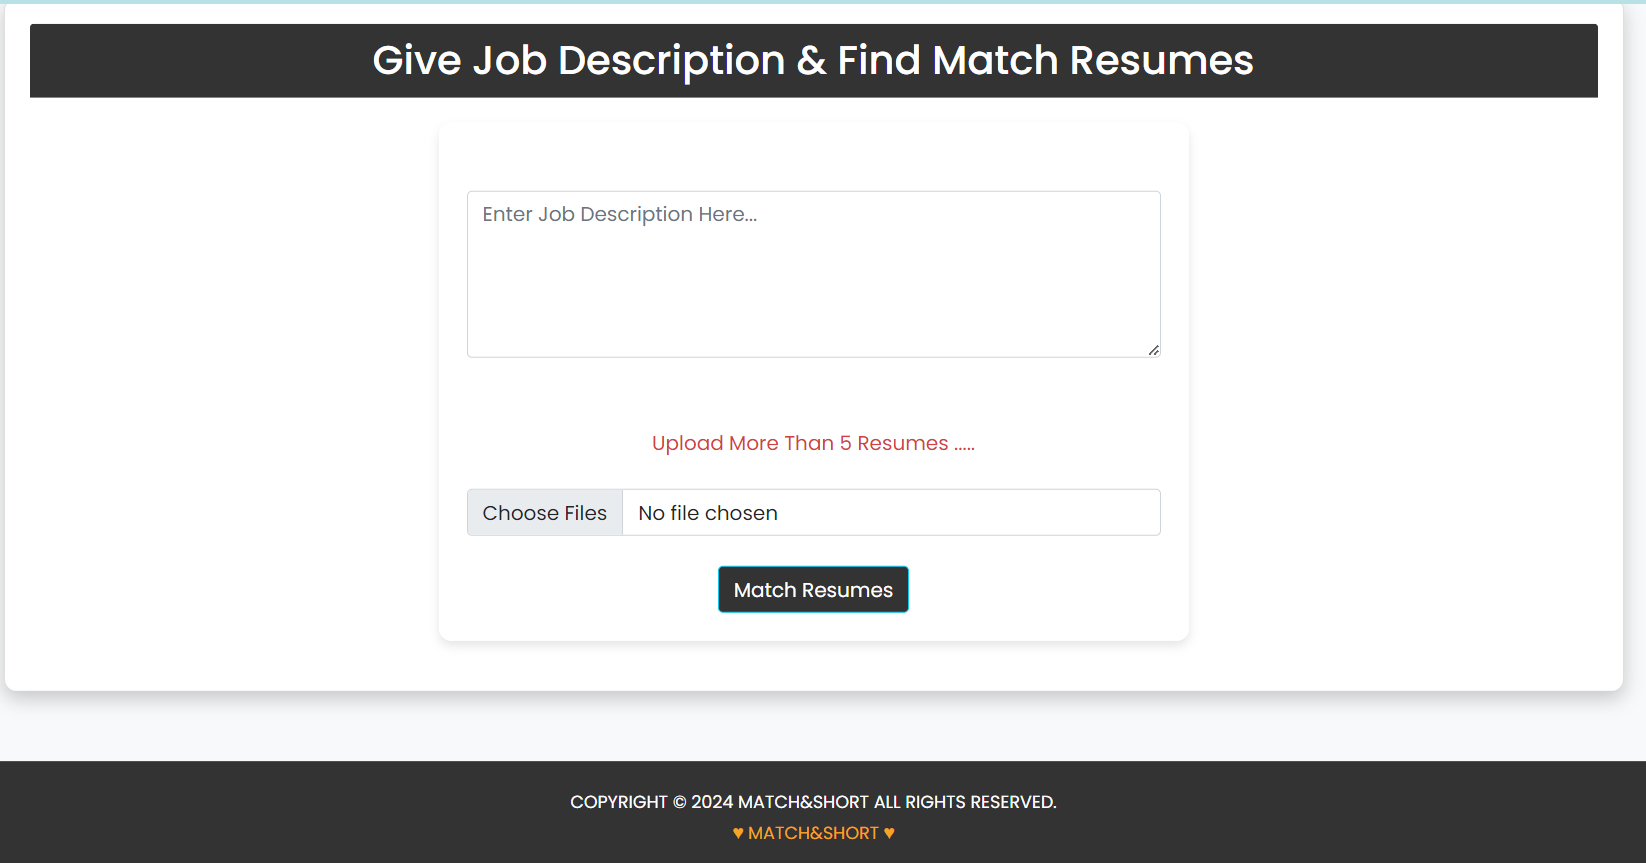 Give Job Description & Find Match Resumes
Enter Job Description Here...
Upload More Than 5 Resumes .....
Choose Files No file chosen
Match Resumes
COPYRIGHT © 2024 MATCH&SHORT ALL RIGHTS RESERVED.
♥ MATCH&SHORT ♥